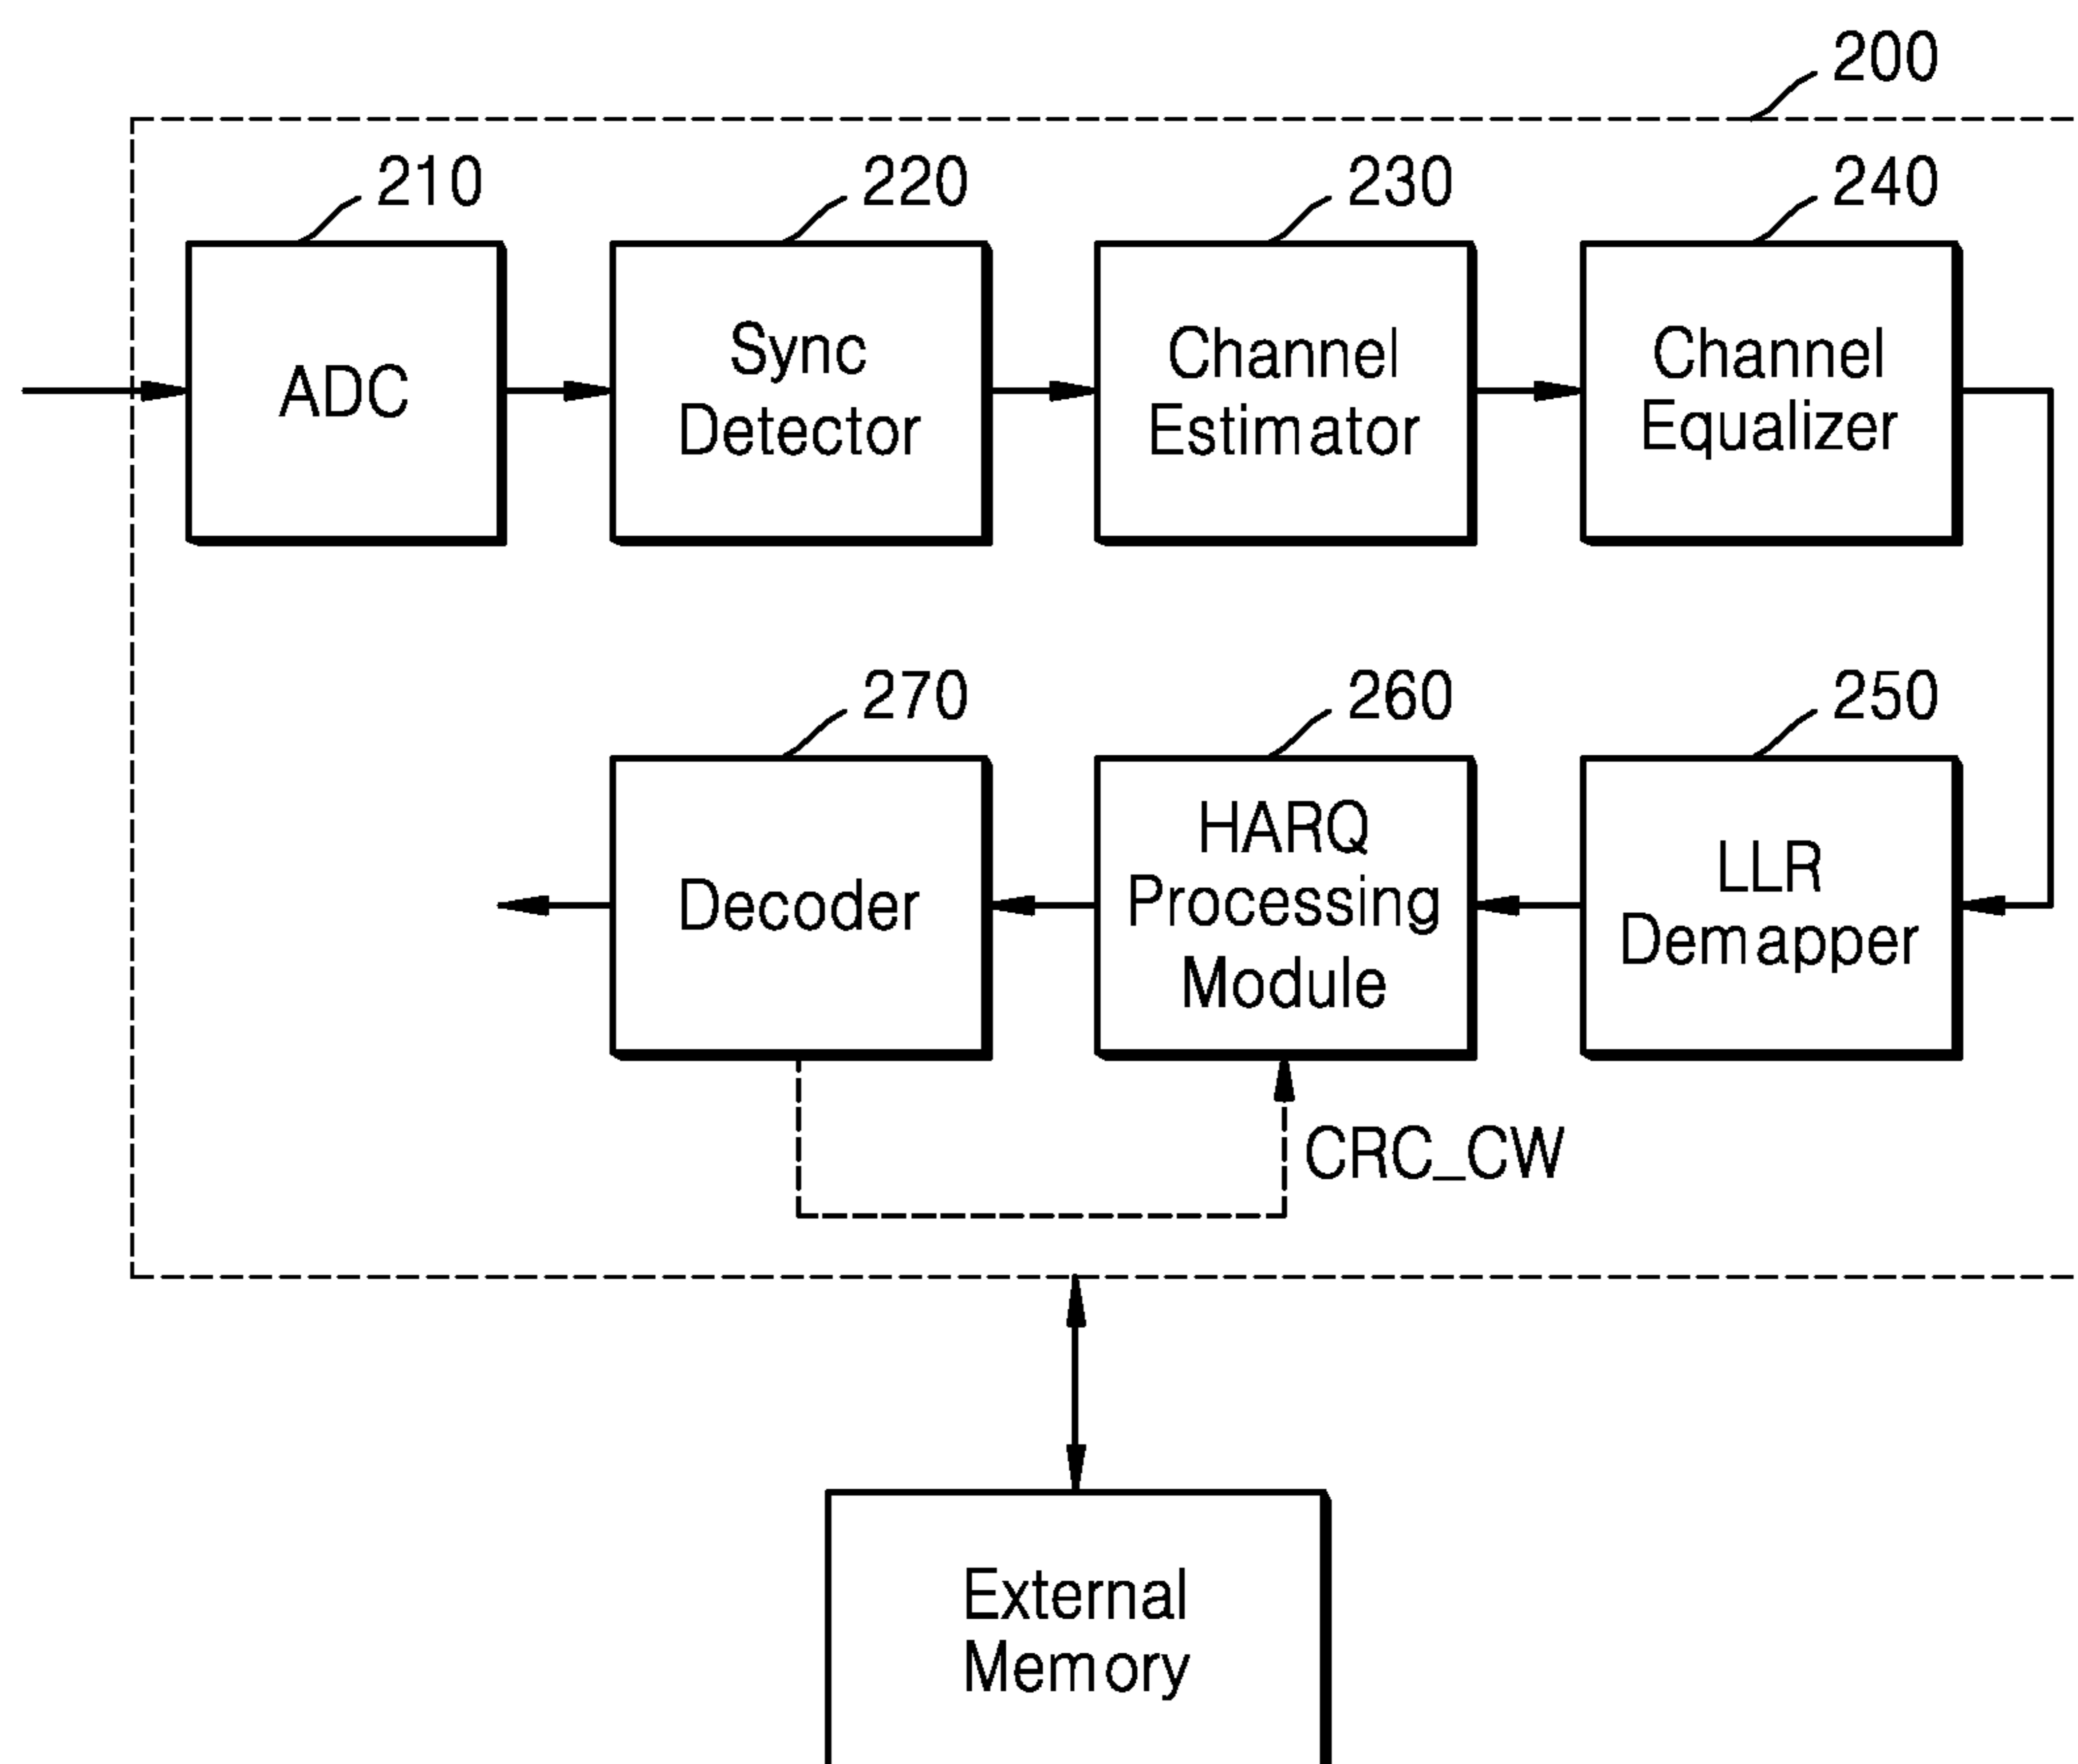 200
210
220
230
240
ADC
Sync
Detector
Channel
Estimator
Channel
Equalizer
270
260
250
Decoder
HARQ
Processing
Module
LLR
Demapper
CRC_CW
External
Memory